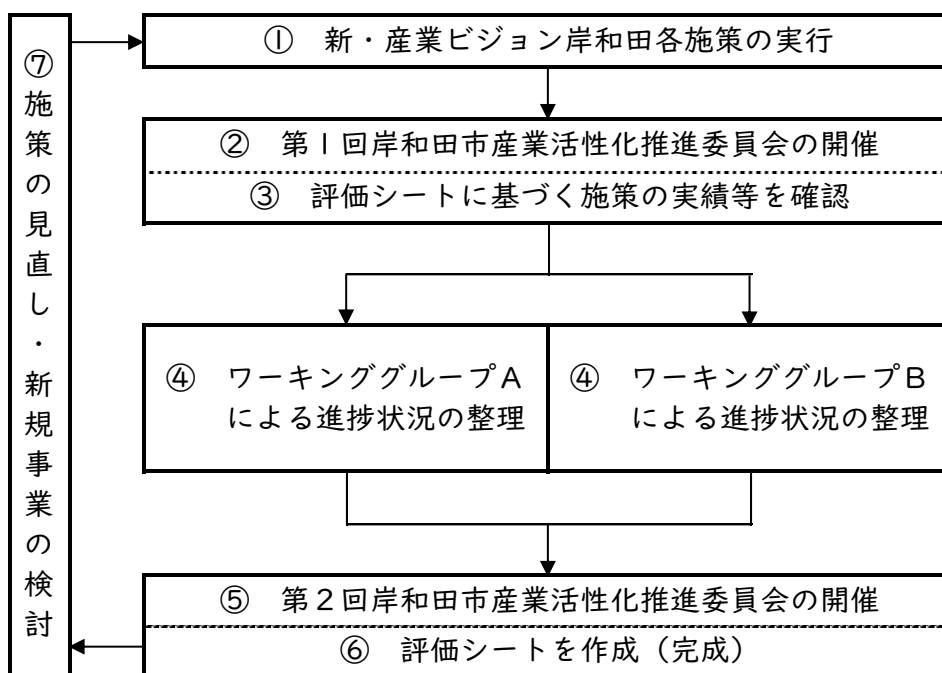 ① 新・産業ビジョン岸和田各施策の実行
② 第1回岸和田市産業活性化推進委員会の開催
③ 評価シートに基づく施策の実績等を確認
④ ワーキンググループA
による進捗状況の整理
④ ワーキンググループB
による進捗状況の整理
⑤ 第2回岸和田市産業活性化推進委員会の開催
⑥ 評価シートを作成(完成)
⑦施策の見直し・新規事業の検討